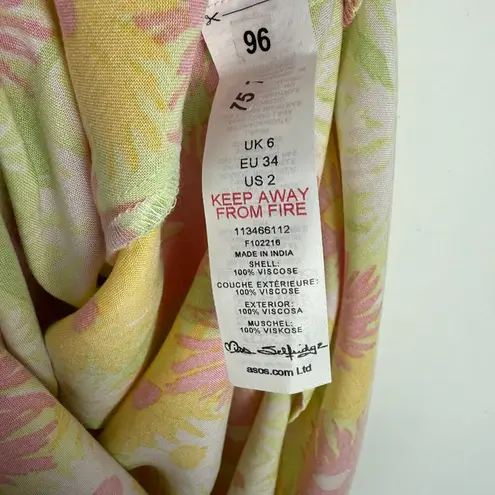 96
75
UK 6
EU 34
US 2
KEEP AWAY
FROM FIRE
113466112
F102216
MADE IN INDIA
SHELL:
100% VISCOSE
COUCHE EXTÉRIEURE:
100% VISCOSE
EXTERIOR:
100% VISCOSA
MUSCHEL:
100% VISKOSE
Miss Selfridge
asos.com Ltd